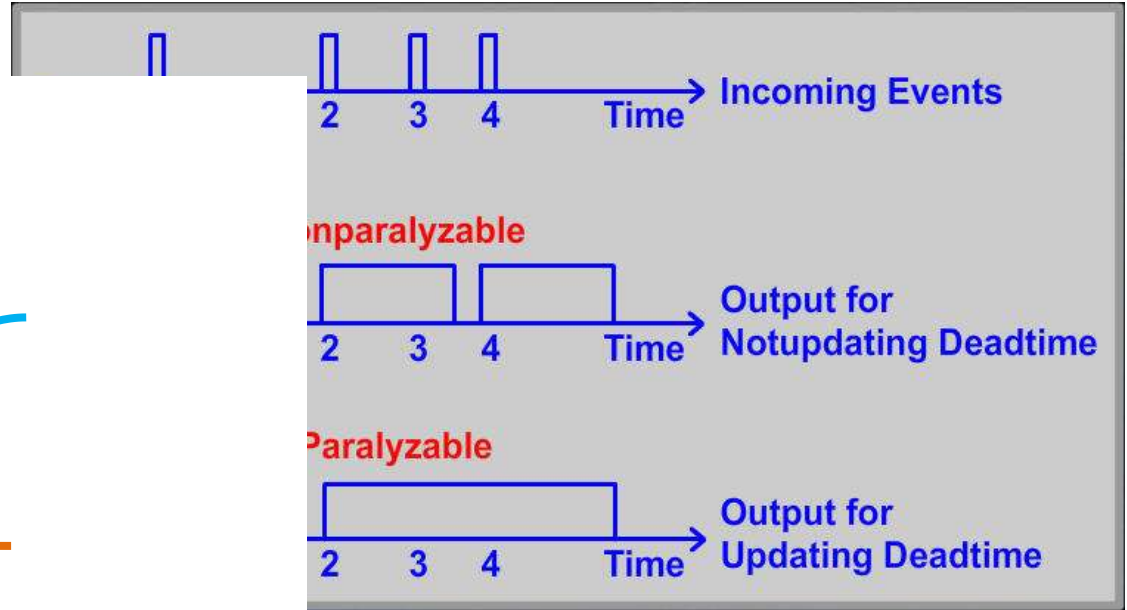 Incoming Events
2 3 4 Time
Output for
Notupdating Deadtime
2 3 4 Time
Paralyzable
Output for
Updating Deadtime
2 3 4 Time